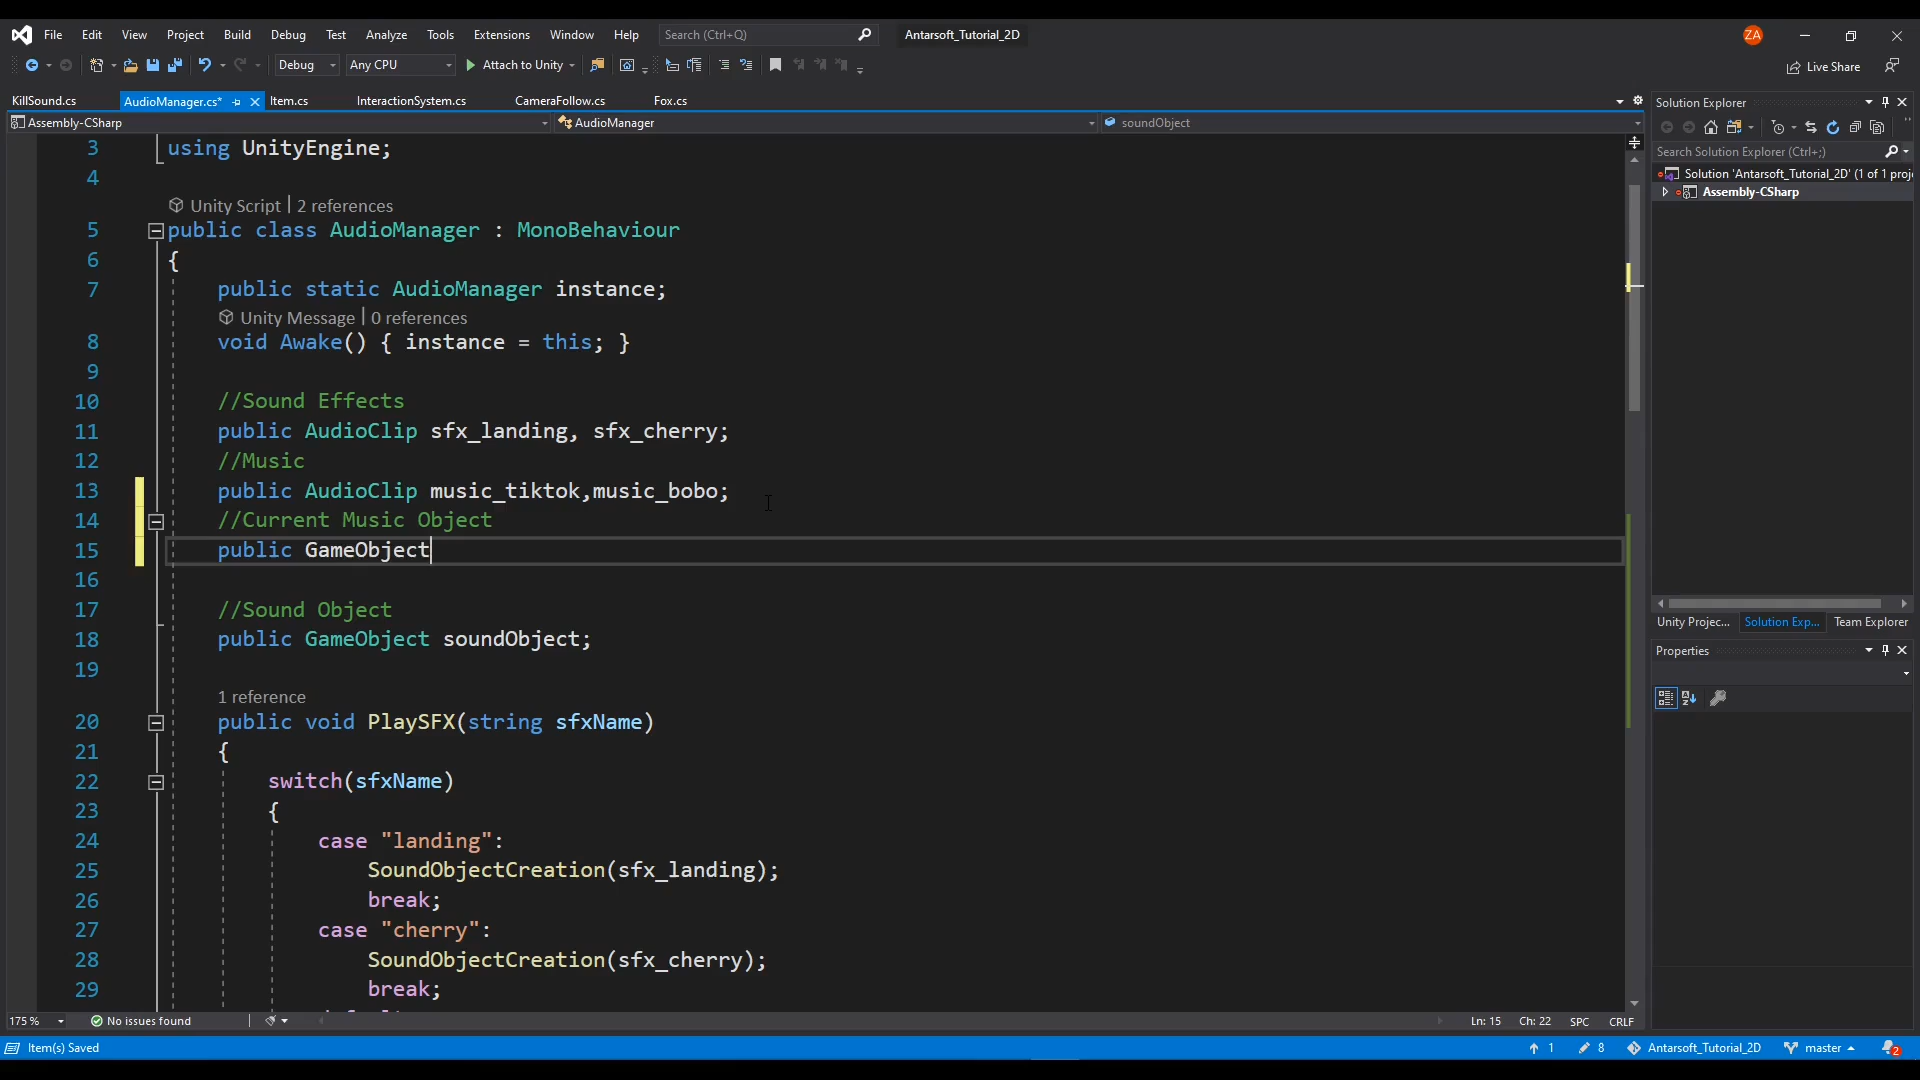 File Edit View Project Build Debug Test Analyze Tools Extensions Window Help Search (Ctrl+Q) Antarsoft_Tutorial_2D ZA
Debug Any CPU Attach to Unity Live Share
KillSound.cs AudioManager.cs* Item.cs InteractionSystem.cs CameraFollow.cs Fox.cs
Assembly-CSharp AudioManager soundObject
3 using UnityEngine;
4
Unity Script | 2 references
5 public class AudioManager : MonoBehaviour
6 {
7 public static AudioManager instance;
Unity Message | 0 references
8 void Awake() { instance = this; }
9
10 //Sound Effects
11 public AudioClip sfx_landing, sfx_cherry;
12 //Music
13 public AudioClip music_tiktok,music_bobo;
14 //Current Music Object
15 public GameObject
16
17 //Sound Object
18 public GameObject soundObject;
19
1 reference
20 public void PlaySFX(string sfxName)
21 {
22 switch(sfxName)
23 {
24 case "landing":
25 SoundObjectCreation(sfx_landing);
26 break;
27 case "cherry":
28 SoundObjectCreation(sfx_cherry);
29 break;
Solution Explorer
Search Solution Explorer (Ctrl+;)
Solution 'Antarsoft_Tutorial_2D' (1 of 1 proj
Assembly-CSharp
Unity Projec... Solution Exp... Team Explorer
Properties
175 % No issues found Ln: 15 Ch: 22 SPC CRLF
Item(s) Saved 1 8 Antarsoft_Tutorial_2D master 2